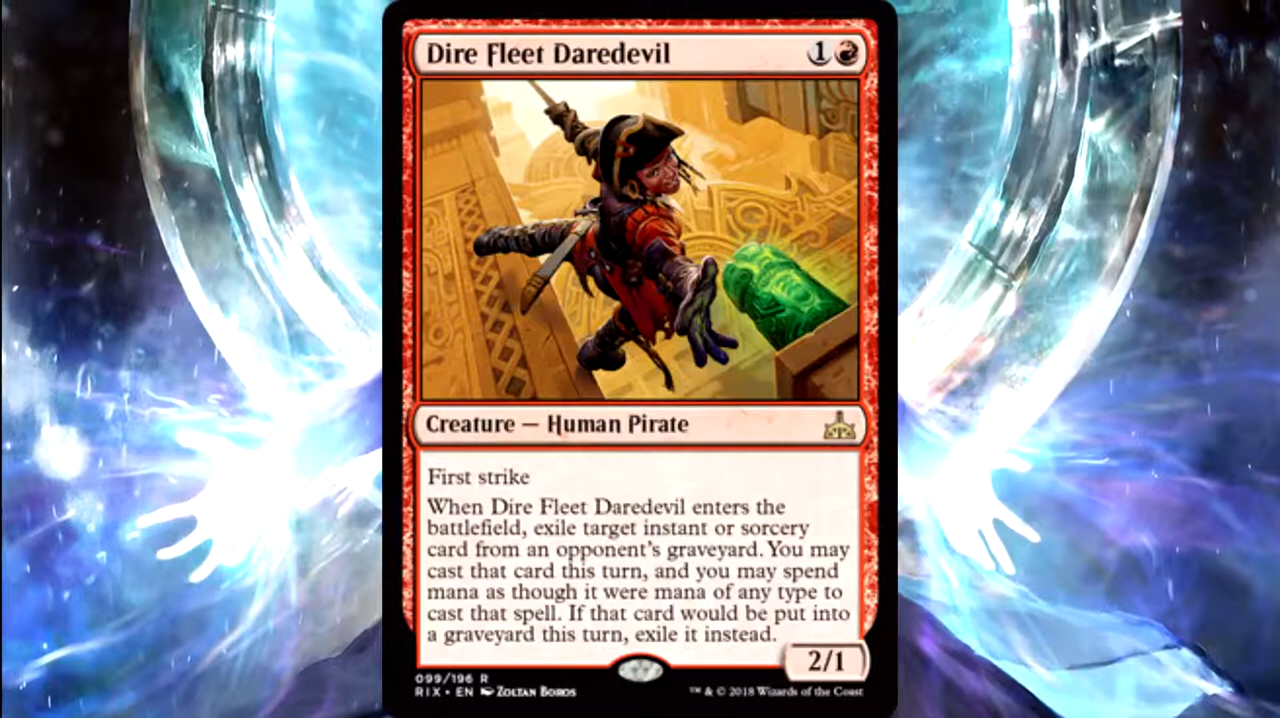 Dire Fleet Daredevil 1
Creature — Human Pirate
First strike
When Dire Fleet Daredevil enters the
battlefield, exile target instant or sorcery
card from an opponent's graveyard. You may
cast that card this turn, and you may spend
mana as though it were mana of any type to
cast that spell. If that card would be put into
a graveyard this turn, exile it instead.
2/1
099/196 R
RIX • EN Zoltan Boros
™ & © 2018 Wizards of the Coast